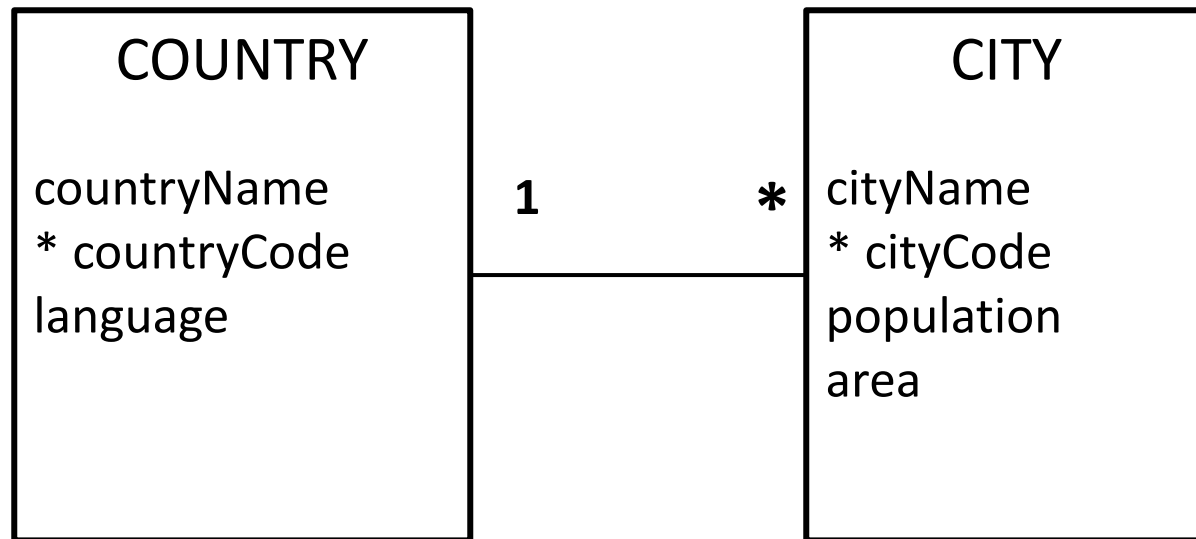 COUNTRY
countryName
* countryCode
language
1
*
CITY
cityName
* cityCode
population
area